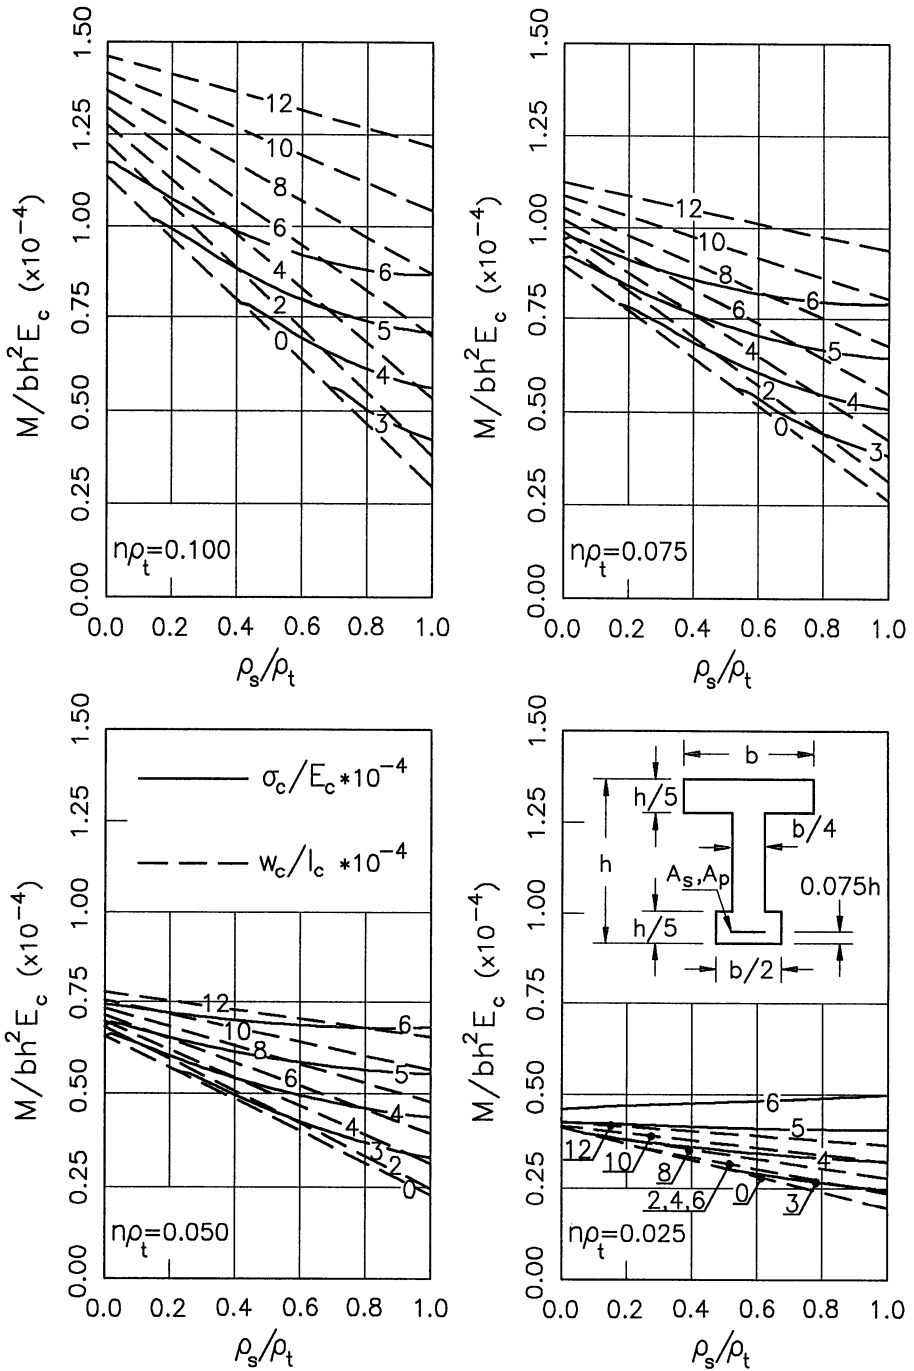 1.50
1.25
1.00
0.75
0.50
0.25
0.00
M/bh²E_c (x10⁻⁴)
12
10
8
6
4
2
0
6
5
4
3
nρ_t=0.100
0.0 0.2 0.4 0.6 0.8 1.0
ρ_s/ρ_t
1.50
1.25
1.00
0.75
0.50
0.25
0.00
M/bh²E_c (x10⁻⁴)
12
10
8
6
4
2
0
6
5
4
3
nρ_t=0.075
0.0 0.2 0.4 0.6 0.8 1.0
ρ_s/ρ_t
1.50
1.25
1.00
0.75
0.50
0.25
0.00
M/bh²E_c (x10⁻⁴)
σ_c/E_c *10⁻⁴
w_c/l_c *10⁻⁴
12
10
8
6
4
3
2
0
6
5
4
nρ_t=0.050
0.0 0.2 0.4 0.6 0.8 1.0
ρ_s/ρ_t
1.50
1.25
1.00
0.75
0.50
0.25
0.00
M/bh²E_c (x10⁻⁴)
b
h/5
b/4
h
A_s,A_p
0.075h
h/5
b/2
6
5
4
12
10
8
2,4,6
0
3
nρ_t=0.025
0.0 0.2 0.4 0.6 0.8 1.0
ρ_s/ρ_t